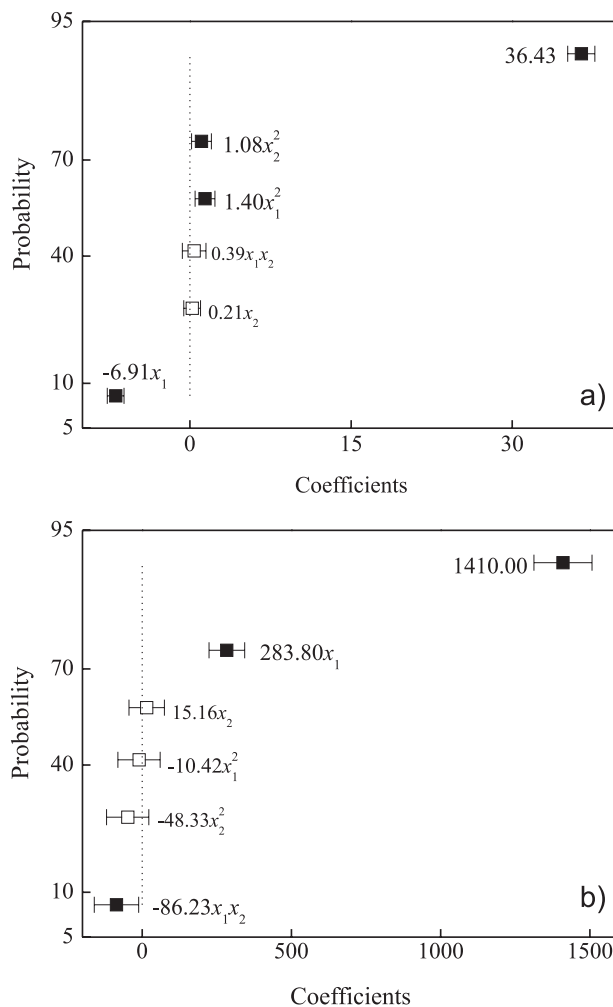 95
36.43
1.08x₂²
70
1.40x₁²
Probability
40
0.39x₁x₂
0.21x₂
-6.91x₁
10
a)
5
0
15
30
Coefficients
95
1410.00
283.80x₁
70
15.16x₂
Probability
40
-10.42x₁²
-48.33x₂²
10
-86.23x₁x₂
b)
5
0
500
1000
1500
Coefficients